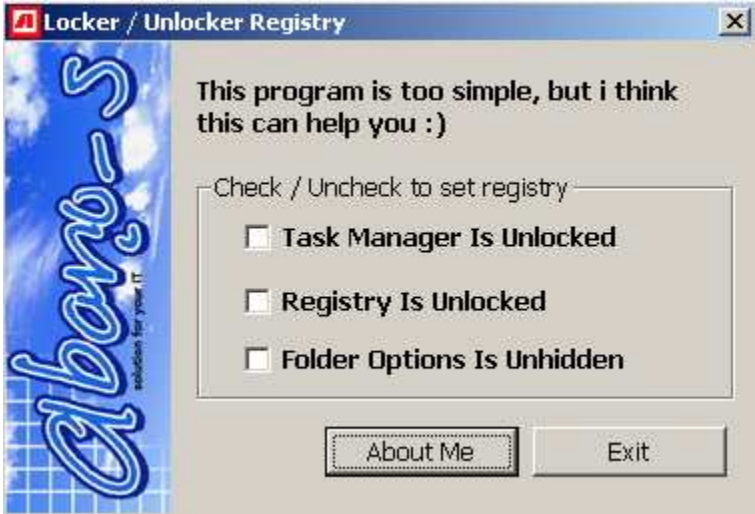 Locker / Unlocker Registry
This program is too simple, but i think
this can help you :)
Check / Uncheck to set registry
Task Manager Is Unlocked
Registry Is Unlocked
Folder Options Is Unhidden
About Me
Exit
solution for your IT